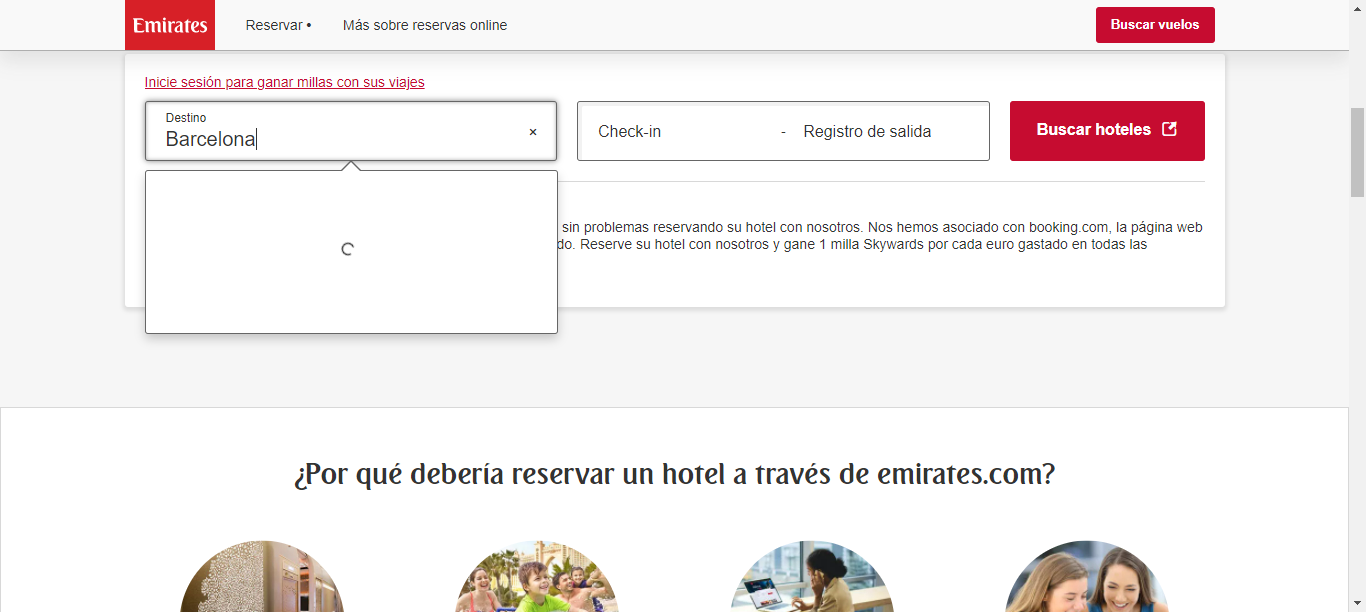 Emirates
Reservar •
Más sobre reservas online
Buscar vuelos
Inicie sesión para ganar millas con sus viajes
Destino
Barcelona
×
Check-in
-
Registro de salida
Buscar hoteles
sin problemas reservando su hotel con nosotros. Nos hemos asociado con booking.com, la página web
do. Reserve su hotel con nosotros y gane 1 milla Skywards por cada euro gastado en todas las
¿Por qué debería reservar un hotel a través de emirates.com?